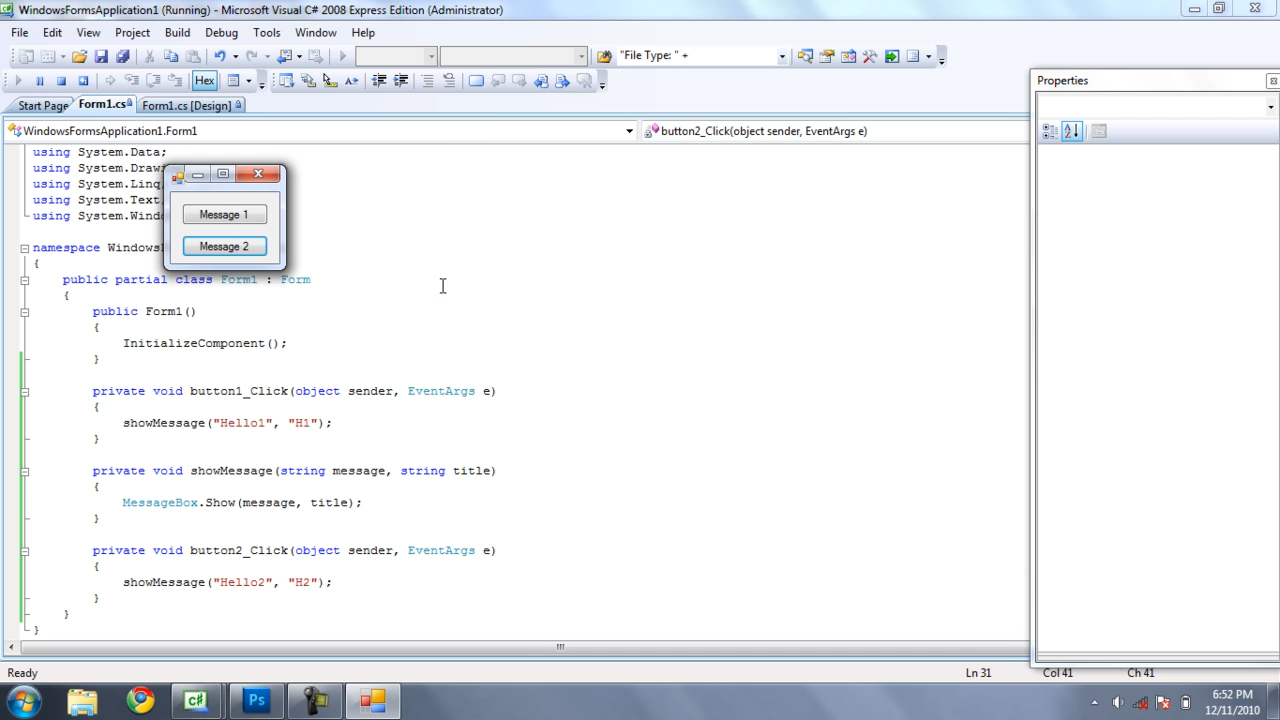 WindowsFormsApplication1 (Running) - Microsoft Visual C# 2008 Express Edition (Administrator)
File Edit View Project Build Debug Tools Window Help
"File Type: " +
Hex
Properties
Start Page Form1.cs Form1.cs [Design]
WindowsFormsApplication1.Form1 button2_Click(object sender, EventArgs e)
using System.Data;
using System.Drawi
using System.Linq
using System.Text
using System.Windo
Message 1
Message 2
namespace Windows
{
public partial class Form1 : Form
{
public Form1()
{
InitializeComponent();
}
private void button1_Click(object sender, EventArgs e)
{
showMessage("Hello1", "H1");
}
private void showMessage(string message, string title)
{
MessageBox.Show(message, title);
}
private void button2_Click(object sender, EventArgs e)
{
showMessage("Hello2", "H2");
}
}
}
Ready Ln 31 Col 41 Ch 41
C# Ps
6:52 PM
12/11/2010